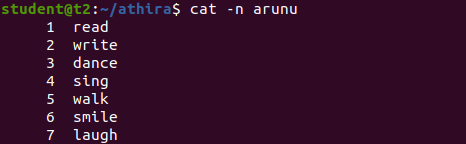 student@t2:~/athira$ cat -n arunu
1 read
2 write
3 dance
4 sing
5 walk
6 smile
7 laugh